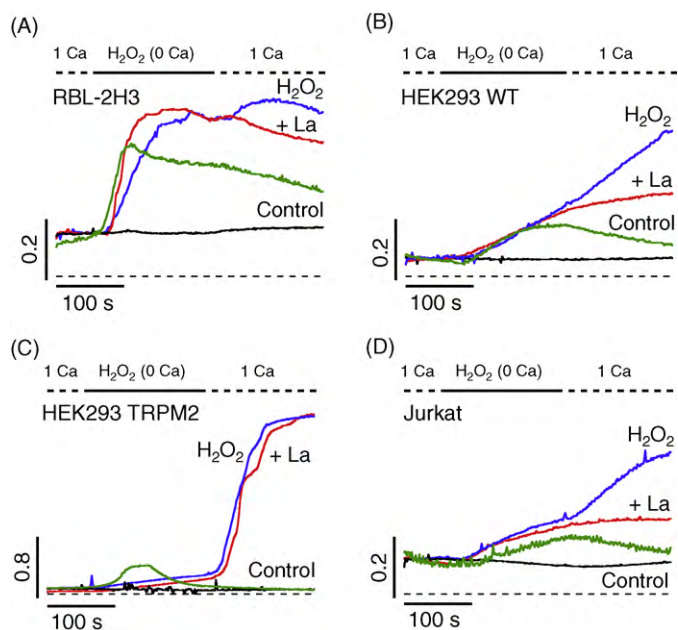 (A)
1 Ca H₂O₂ (0 Ca) 1 Ca
RBL-2H3
H₂O₂
+ La
Control
0.2
100 s
(B)
1 Ca H₂O₂ (0 Ca) 1 Ca
HEK293 WT
H₂O₂
+ La
Control
0.2
100 s
(C)
1 Ca H₂O₂ (0 Ca) 1 Ca
HEK293 TRPM2
H₂O₂ + La
Control
0.8
100 s
(D)
1 Ca H₂O₂ (0 Ca) 1 Ca
Jurkat
H₂O₂
+ La
Control
0.2
100 s